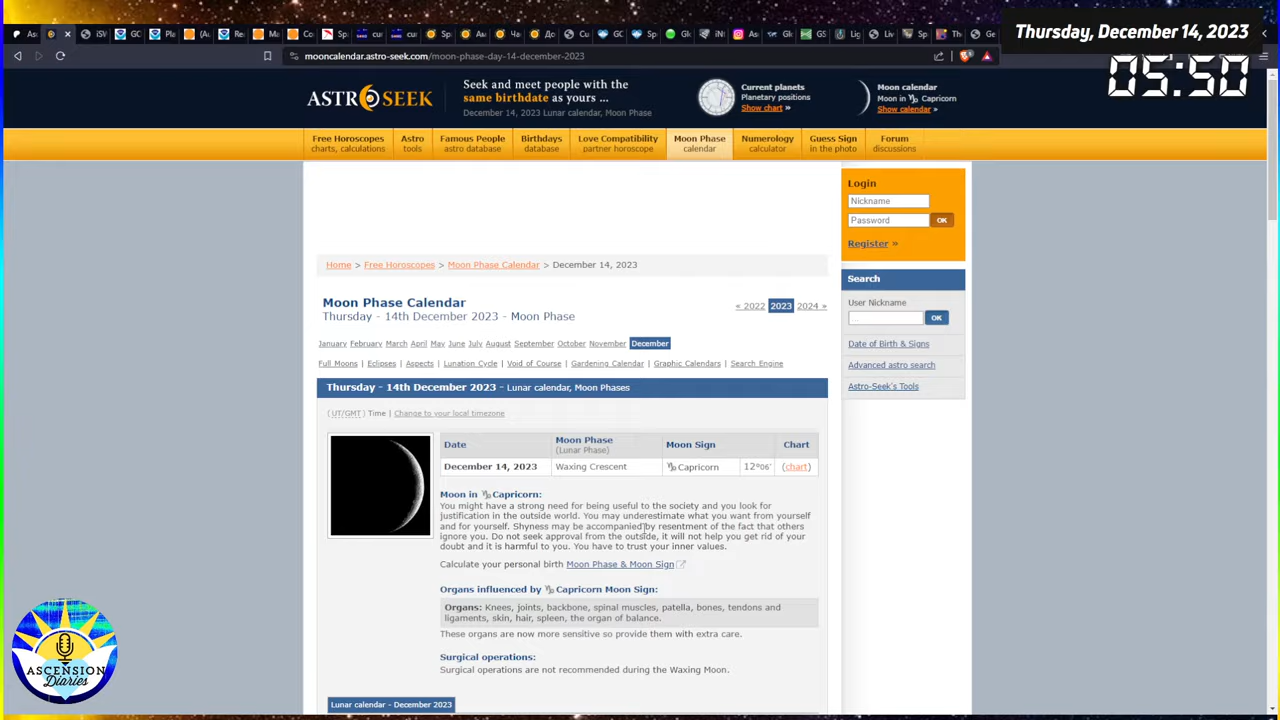 Thursday, December 14, 2023
05:50
mooncalendar.astro-seek.com/moon-phase-day-14-december-2023
ASTRO SEEK
Seek and meet people with the
same birthdate as yours ...
December 14, 2023 Lunar calendar, Moon Phase
Current planets
Planetary positions
Show chart »
Moon calendar
Moon in ♑ Capricorn
Show calendar »
Free Horoscopes
charts, calculations
Astro
tools
Famous People
astro database
Birthdays
database
Love Compatibility
partner horoscope
Moon Phase
calendar
Numerology
calculator
Guess Sign
in the photo
Forum
discussions
Login
Nickname
Password OK
Register »
Home > Free Horoscopes > Moon Phase Calendar > December 14, 2023
Search
User Nickname
... OK
Date of Birth & Signs
Advanced astro search
Astro-Seek's Tools
Moon Phase Calendar
Thursday - 14th December 2023 - Moon Phase
« 2022 2023 2024 »
January February March April May June July August September October November December
Full Moons | Eclipses | Aspects | Lunation Cycle | Void of Course | Gardening Calendar | Graphic Calendars | Search Engine
Thursday - 14th December 2023 - Lunar calendar, Moon Phases
(UT/GMT) Time | Change to your local timezone
Date Moon Phase Moon Sign Chart
(Lunar Phase)
December 14, 2023 Waxing Crescent ♑ Capricorn 12°06' (chart)
Moon in ♑ Capricorn:
You might have a strong need for being useful to the society and you look for
justification in the outside world. You may underestimate what you want from yourself
and for yourself. Shyness may be accompanied by resentment of the fact that others
ignore you. Do not seek approval from the outside, it will not help you get rid of your
doubt and it is harmful to you. You have to trust your inner values.
Calculate your personal birth Moon Phase & Moon Sign
Organs influenced by ♑ Capricorn Moon Sign:
Organs: Knees, joints, backbone, spinal muscles, patella, bones, tendons and
ligaments, skin, hair, spleen, the organ of balance.
These organs are now more sensitive so provide them with extra care.
Surgical operations:
Surgical operations are not recommended during the Waxing Moon.
Lunar calendar - December 2023
ASCENSION
DIARIES